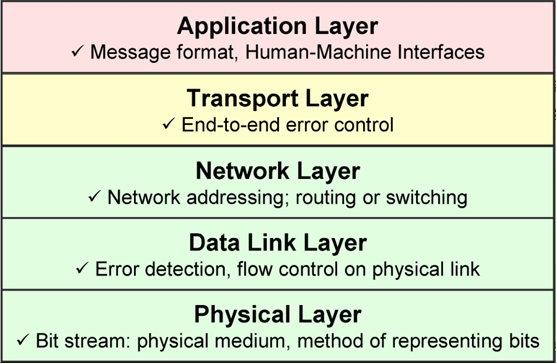 Application Layer
✓ Message format, Human-Machine Interfaces
Transport Layer
✓ End-to-end error control
Network Layer
✓ Network addressing; routing or switching
Data Link Layer
✓ Error detection, flow control on physical link
Physical Layer
✓ Bit stream: physical medium, method of representing bits